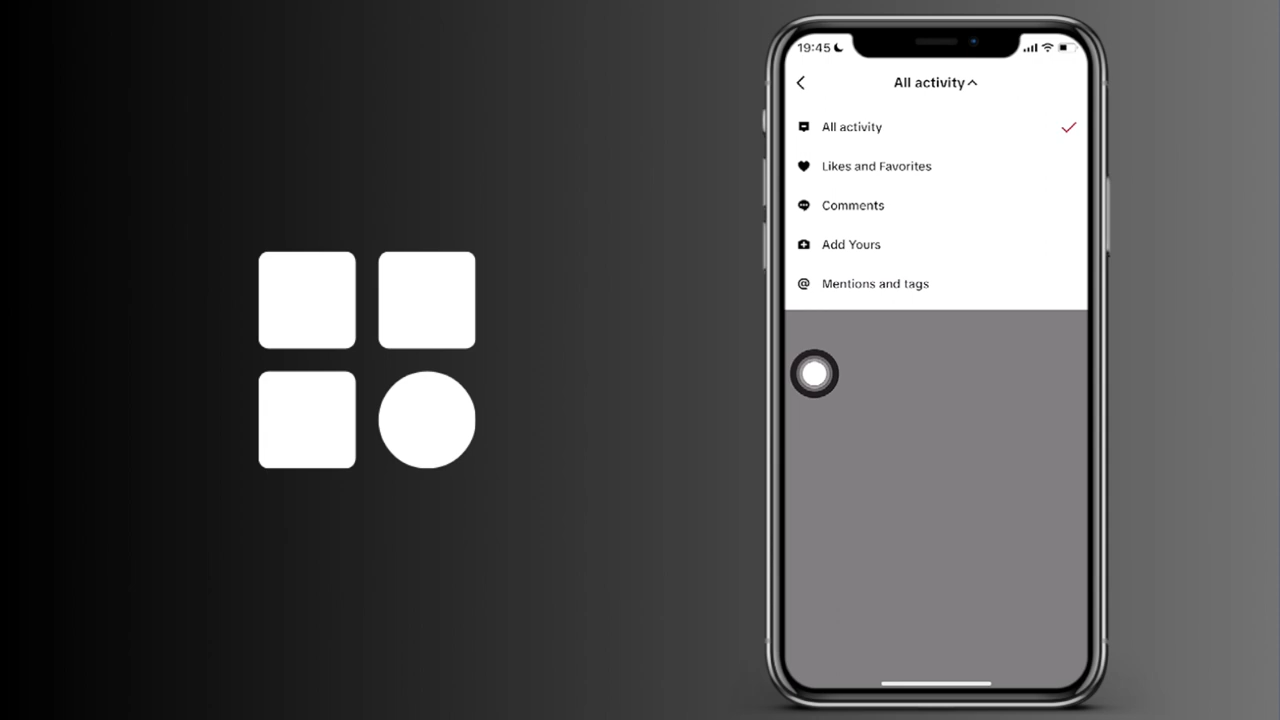 19:45
All activity
All activity
Likes and Favorites
Comments
Add Yours
@ Mentions and tags